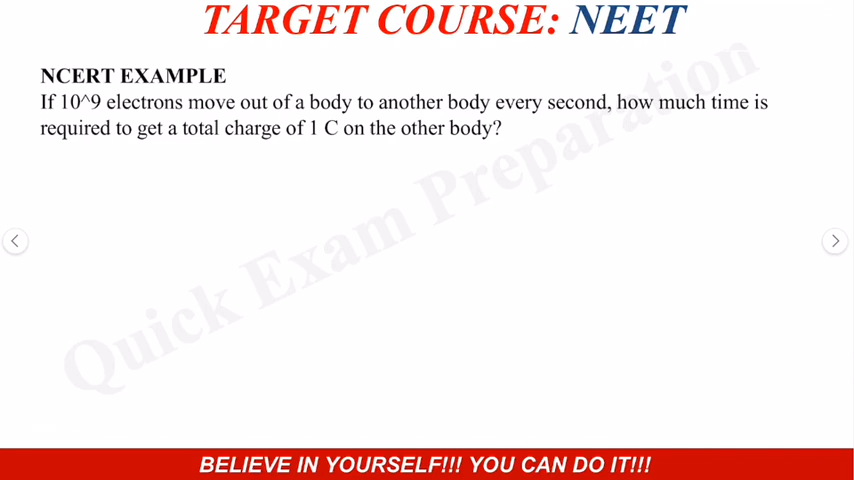 TARGET COURSE: NEET
NCERT EXAMPLE
If 10^9 electrons move out of a body to another body every second, how much time is
required to get a total charge of 1 C on the other body?
Quick Exam Preparation
BELIEVE IN YOURSELF!!! YOU CAN DO IT!!!